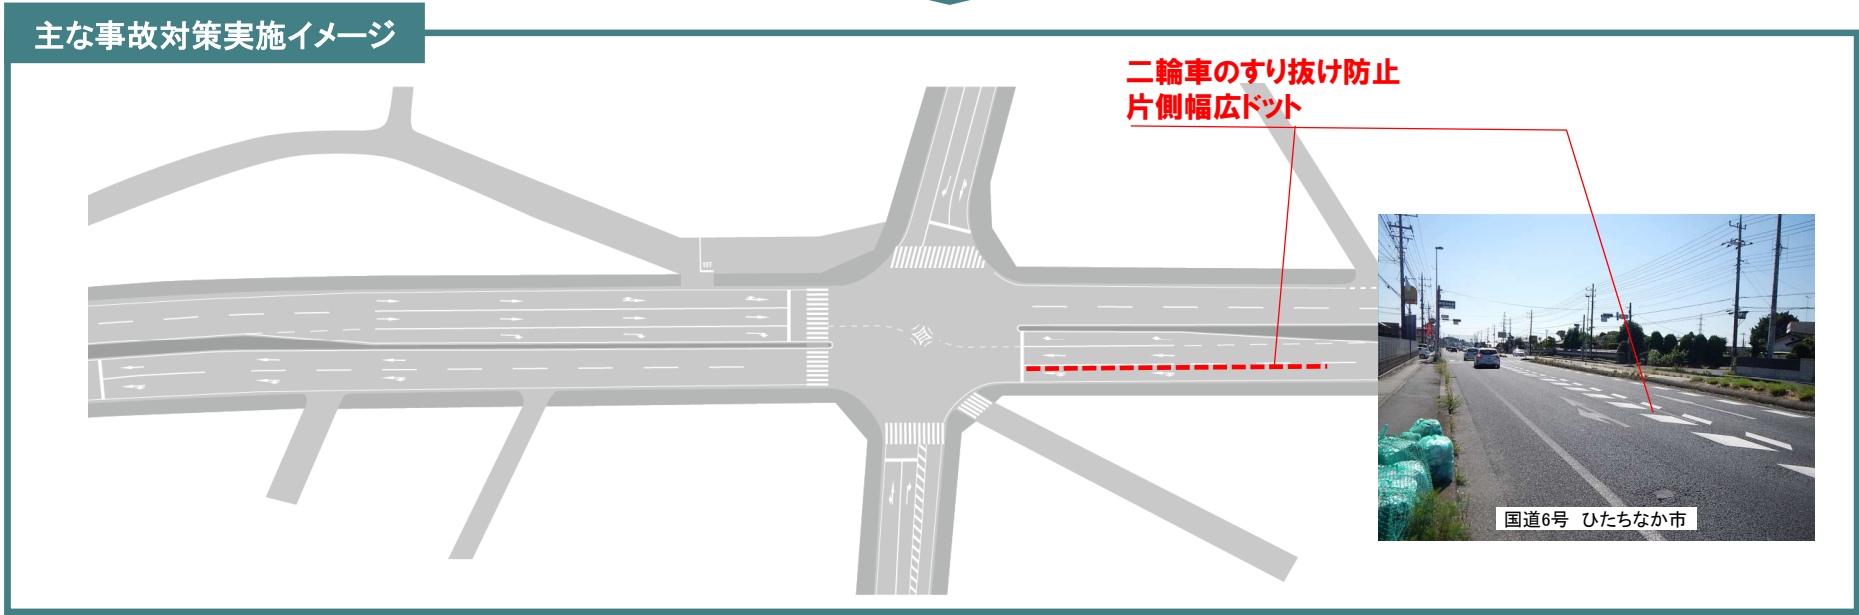 主な事故対策実施イメージ
二輪車のすり抜け防止
片側幅広ドット
国道6号 ひたちなか市